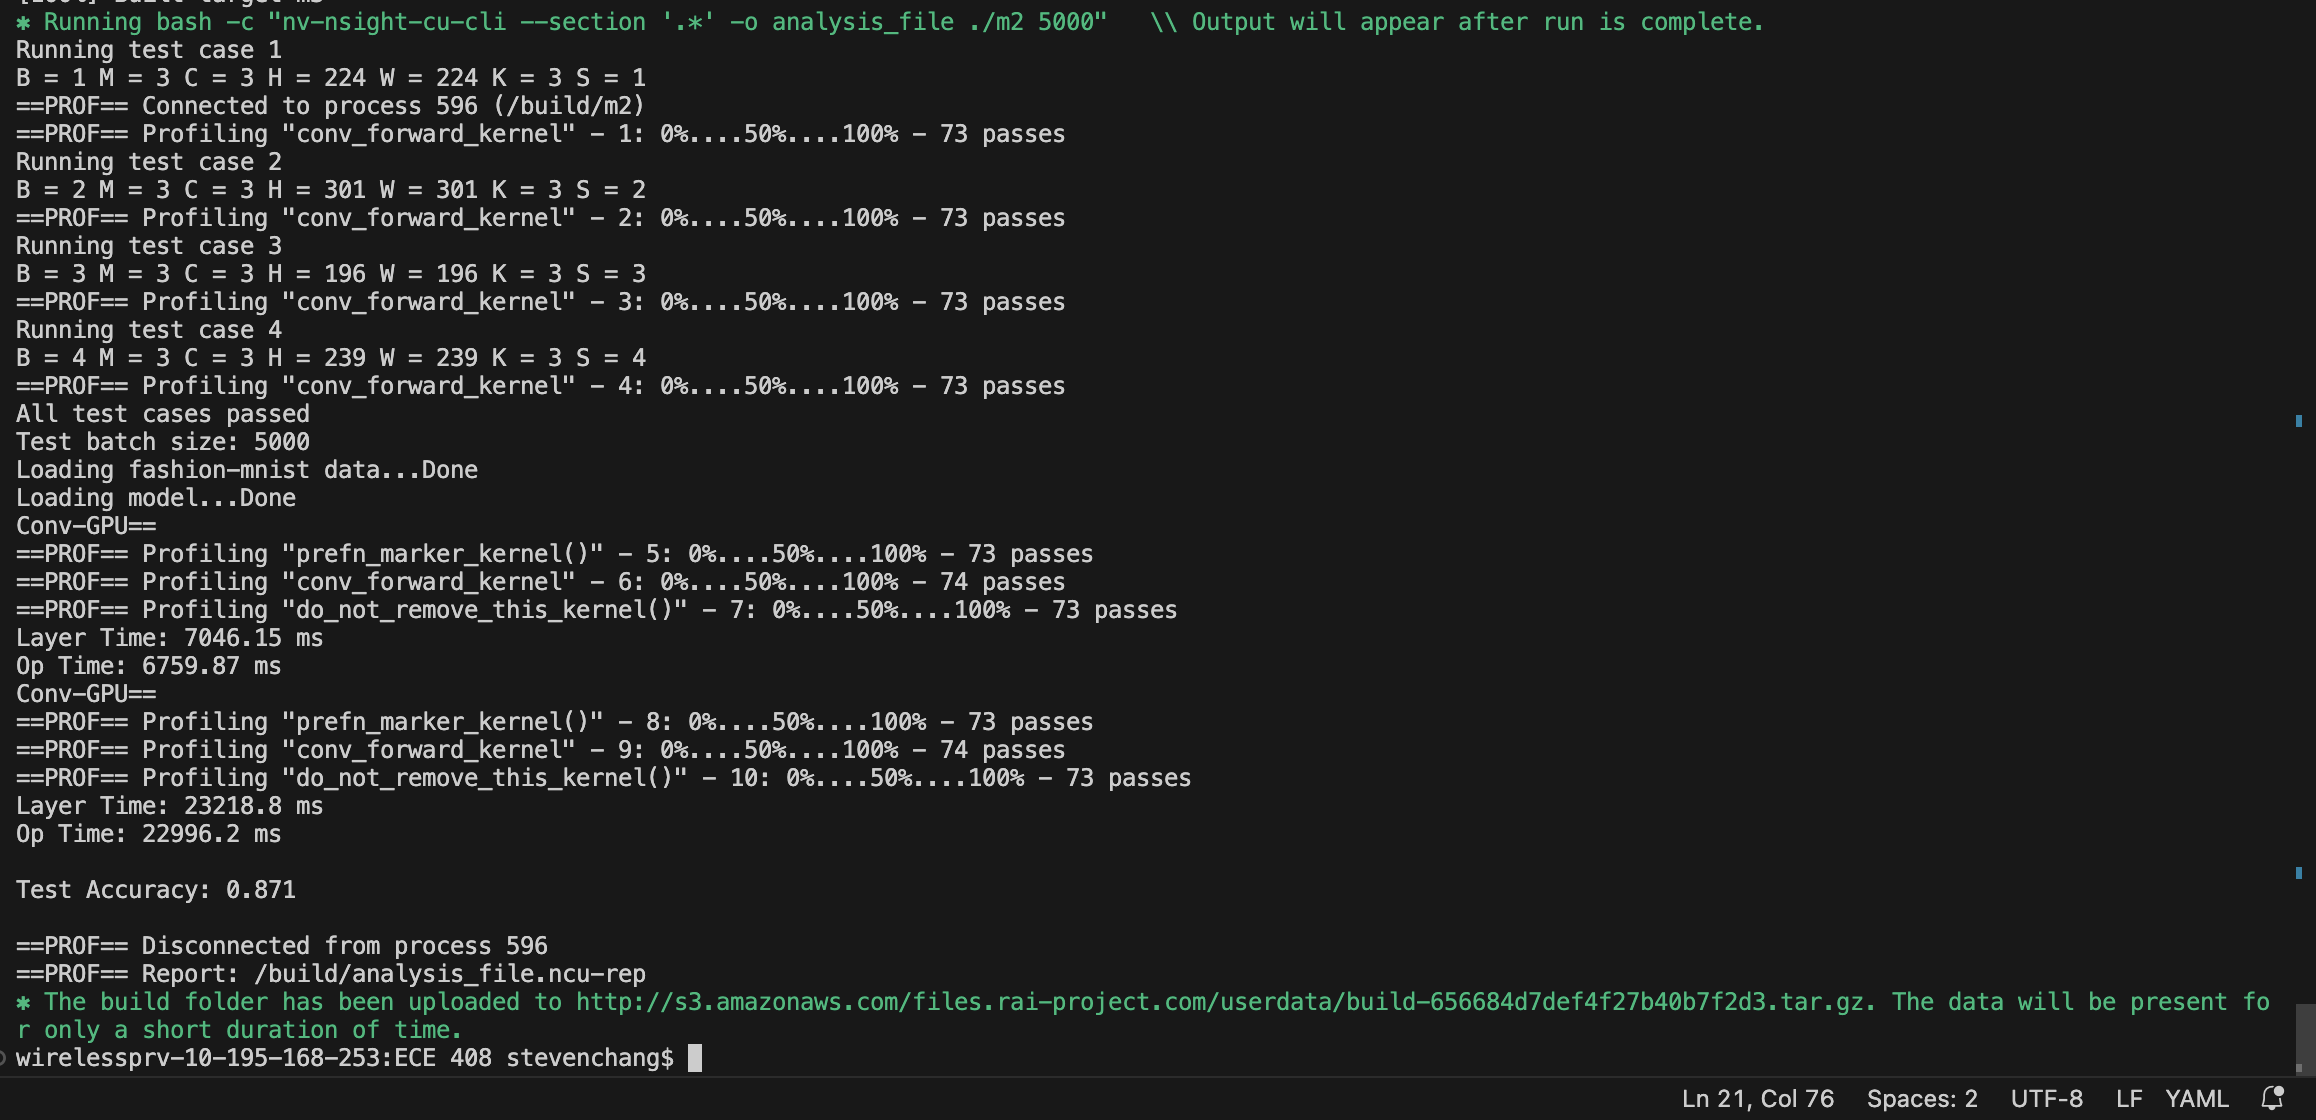 ✱ Running bash -c "nv-nsight-cu-cli --section '.*' -o analysis_file ./m2 5000"   \\ Output will appear after run is complete.
Running test case 1
B = 1 M = 3 C = 3 H = 224 W = 224 K = 3 S = 1
==PROF== Connected to process 596 (/build/m2)
==PROF== Profiling "conv_forward_kernel" - 1: 0%....50%....100% - 73 passes
Running test case 2
B = 2 M = 3 C = 3 H = 301 W = 301 K = 3 S = 2
==PROF== Profiling "conv_forward_kernel" - 2: 0%....50%....100% - 73 passes
Running test case 3
B = 3 M = 3 C = 3 H = 196 W = 196 K = 3 S = 3
==PROF== Profiling "conv_forward_kernel" - 3: 0%....50%....100% - 73 passes
Running test case 4
B = 4 M = 3 C = 3 H = 239 W = 239 K = 3 S = 4
==PROF== Profiling "conv_forward_kernel" - 4: 0%....50%....100% - 73 passes
All test cases passed
Test batch size: 5000
Loading fashion-mnist data...Done
Loading model...Done
Conv-GPU==
==PROF== Profiling "prefn_marker_kernel()" - 5: 0%....50%....100% - 73 passes
==PROF== Profiling "conv_forward_kernel" - 6: 0%....50%....100% - 74 passes
==PROF== Profiling "do_not_remove_this_kernel()" - 7: 0%....50%....100% - 73 passes
Layer Time: 7046.15 ms
Op Time: 6759.87 ms
Conv-GPU==
==PROF== Profiling "prefn_marker_kernel()" - 8: 0%....50%....100% - 73 passes
==PROF== Profiling "conv_forward_kernel" - 9: 0%....50%....100% - 74 passes
==PROF== Profiling "do_not_remove_this_kernel()" - 10: 0%....50%....100% - 73 passes
Layer Time: 23218.8 ms
Op Time: 22996.2 ms
Test Accuracy: 0.871
==PROF== Disconnected from process 596
==PROF== Report: /build/analysis_file.ncu-rep
✱ The build folder has been uploaded to http://s3.amazonaws.com/files.rai-project.com/userdata/build-656684d7def4f27b40b7f2d3.tar.gz. The data will be present fo
r only a short duration of time.
wirelessprv-10-195-168-253:ECE 408 stevenchang$
Ln 21, Col 76 Spaces: 2 UTF-8 LF YAML